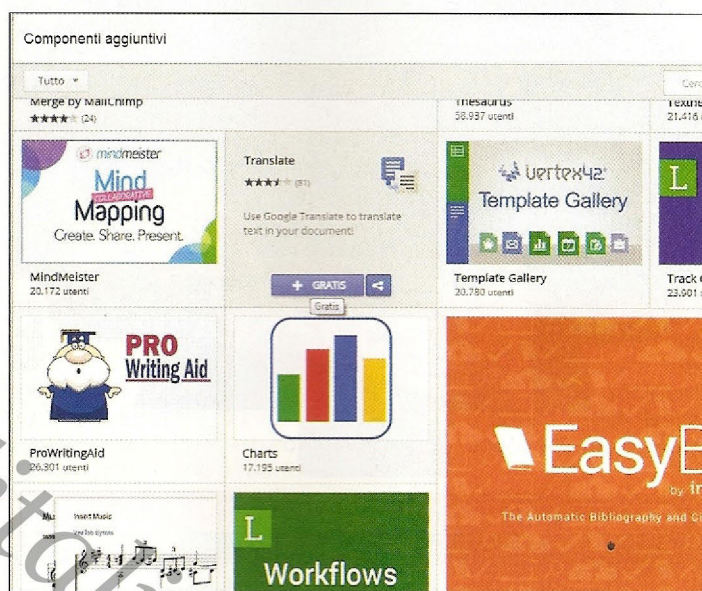 Componenti aggiuntivi
Tutto
Merge by MailChimp
(24)
Thesaurus
58.937 utenti
21.416
mindmeister
Mind
COLLABORATIVE
Mapping
Create. Share. Present.
MindMeister
20.172 utenti
Translate
(81)
Use Google Translate to translate
text in your document!
+ GRATIS
Gratis
vertex42
Template Gallery
Template Gallery
20.780 utenti
L
Track
23.901
PRO
Writing Aid
ProWritingAid
26.301 utenti
Charts
17.195 utenti
EasyB
by
The Automatic Bibliography and
Insert Music
L
Workflows